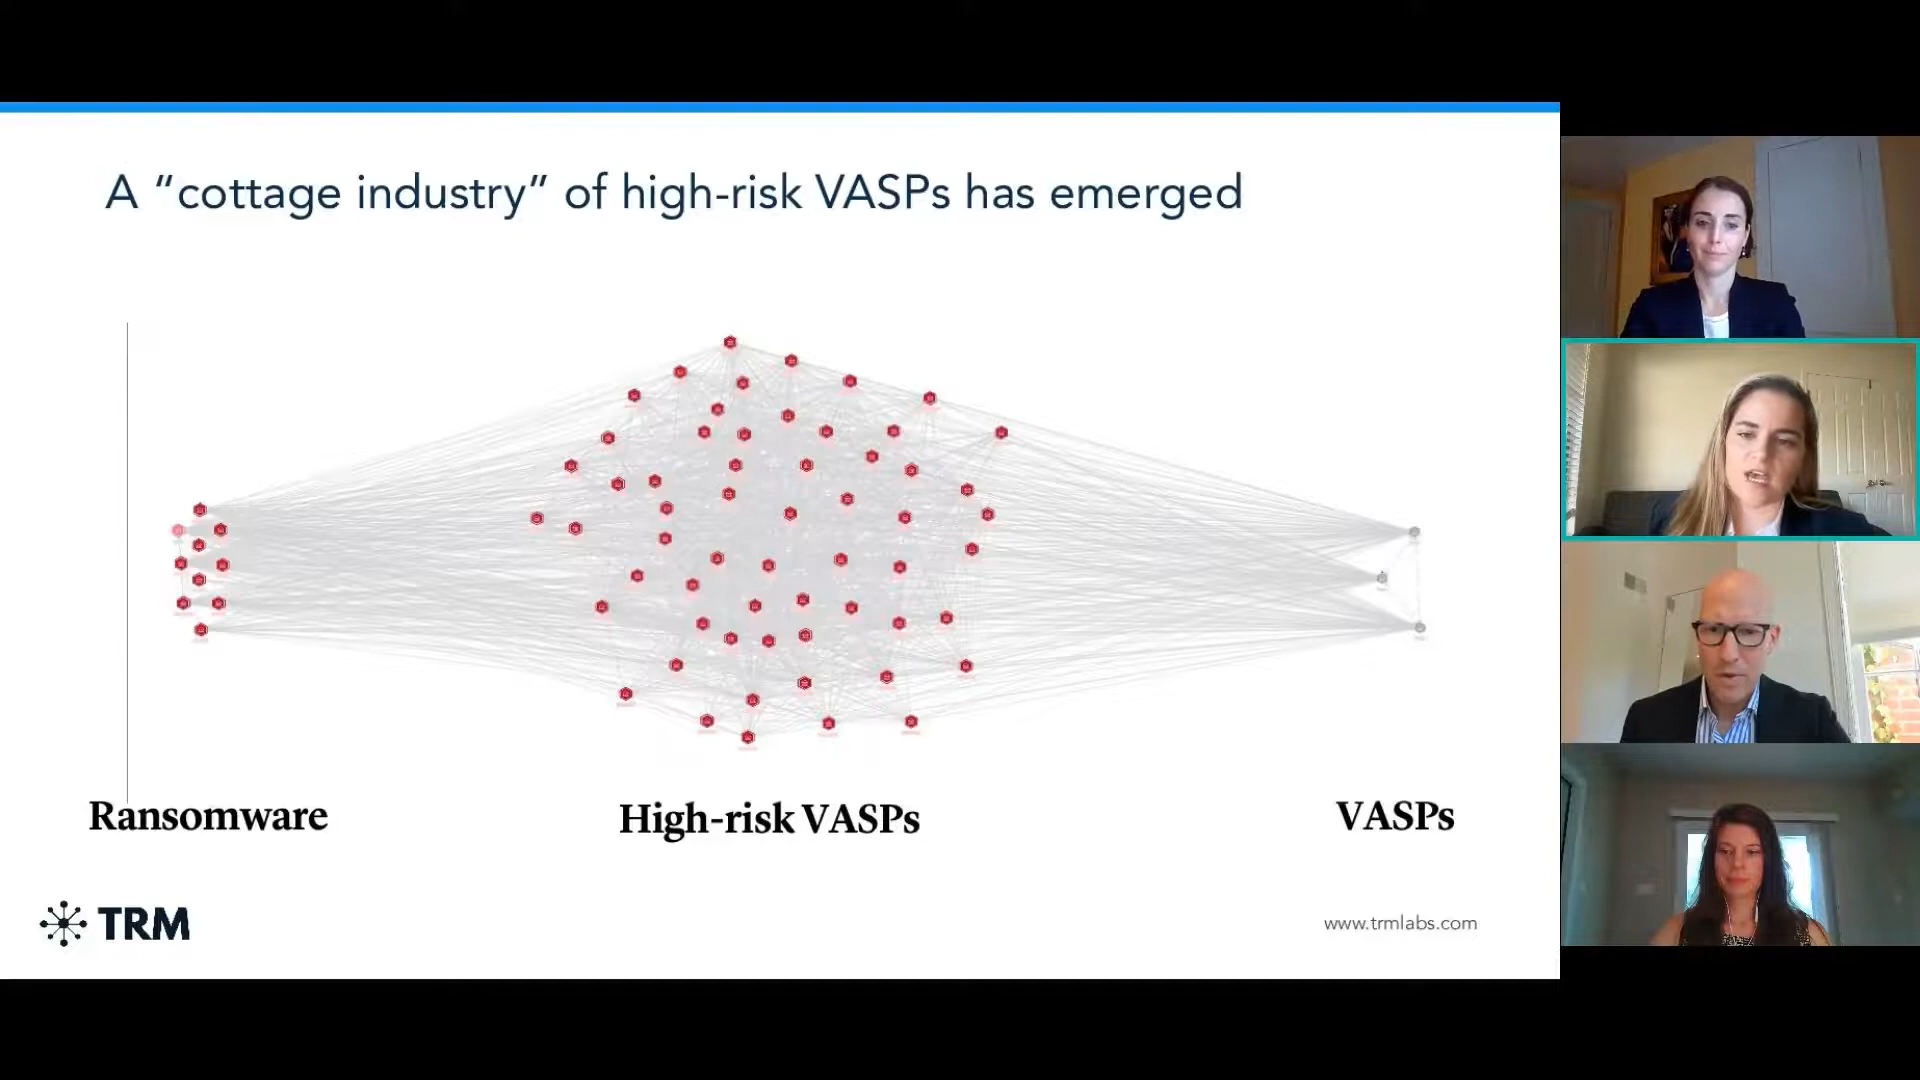 A “cottage industry” of high-risk VASPs has emerged
Ransomware
High-risk VASPs
VASPs
TRM
www.trmlabs.com